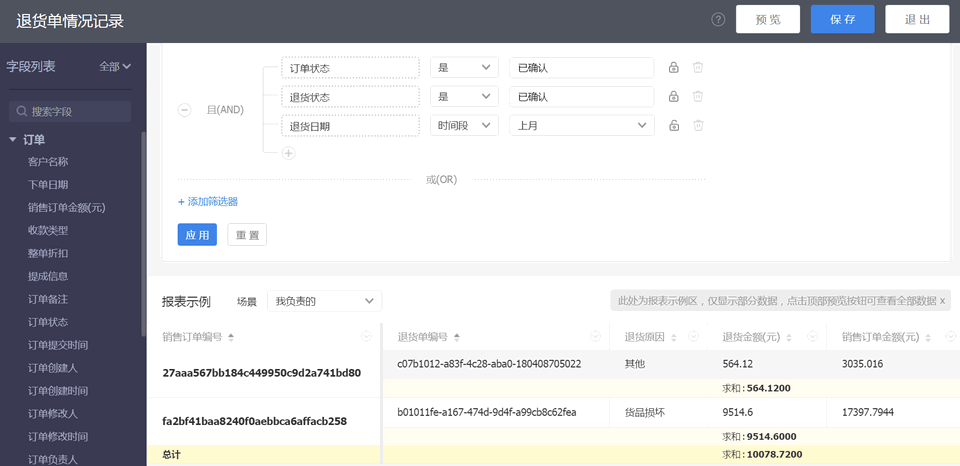 退货单情况记录
? 预 览 保 存 退 出
字段列表 全部
搜索字段
订单
客户名称
下单日期
销售订单金额(元)
收款类型
整单折扣
提成信息
订单备注
订单状态
订单提交时间
订单创建人
订单创建时间
订单修改人
订单修改时间
订单负责人
且(AND)
订单状态 是 已确认
退货状态 是 已确认
退货日期 时间段 上月
或(OR)
+ 添加筛选器
应 用 重 置
报表示例 场景 我负责的 此处为报表示例区，仅显示部分数据，点击顶部预览按钮可查看全部数据 x
销售订单编号 退货单编号 退货原因 退货金额(元) 销售订单金额(元)
27aaa567bb184c449950c9d2a741bd80 c07b1012-a83f-4c28-aba0-180408705022 其他 564.12 3035.016
求和:564.1200
fa2bf41baa8240f0aebbca6affacb258 b01011fe-a167-474d-9d4f-a99cb8c62fea 货品损坏 9514.6 17397.7944
求和:9514.6000
总计 求和:10078.7200